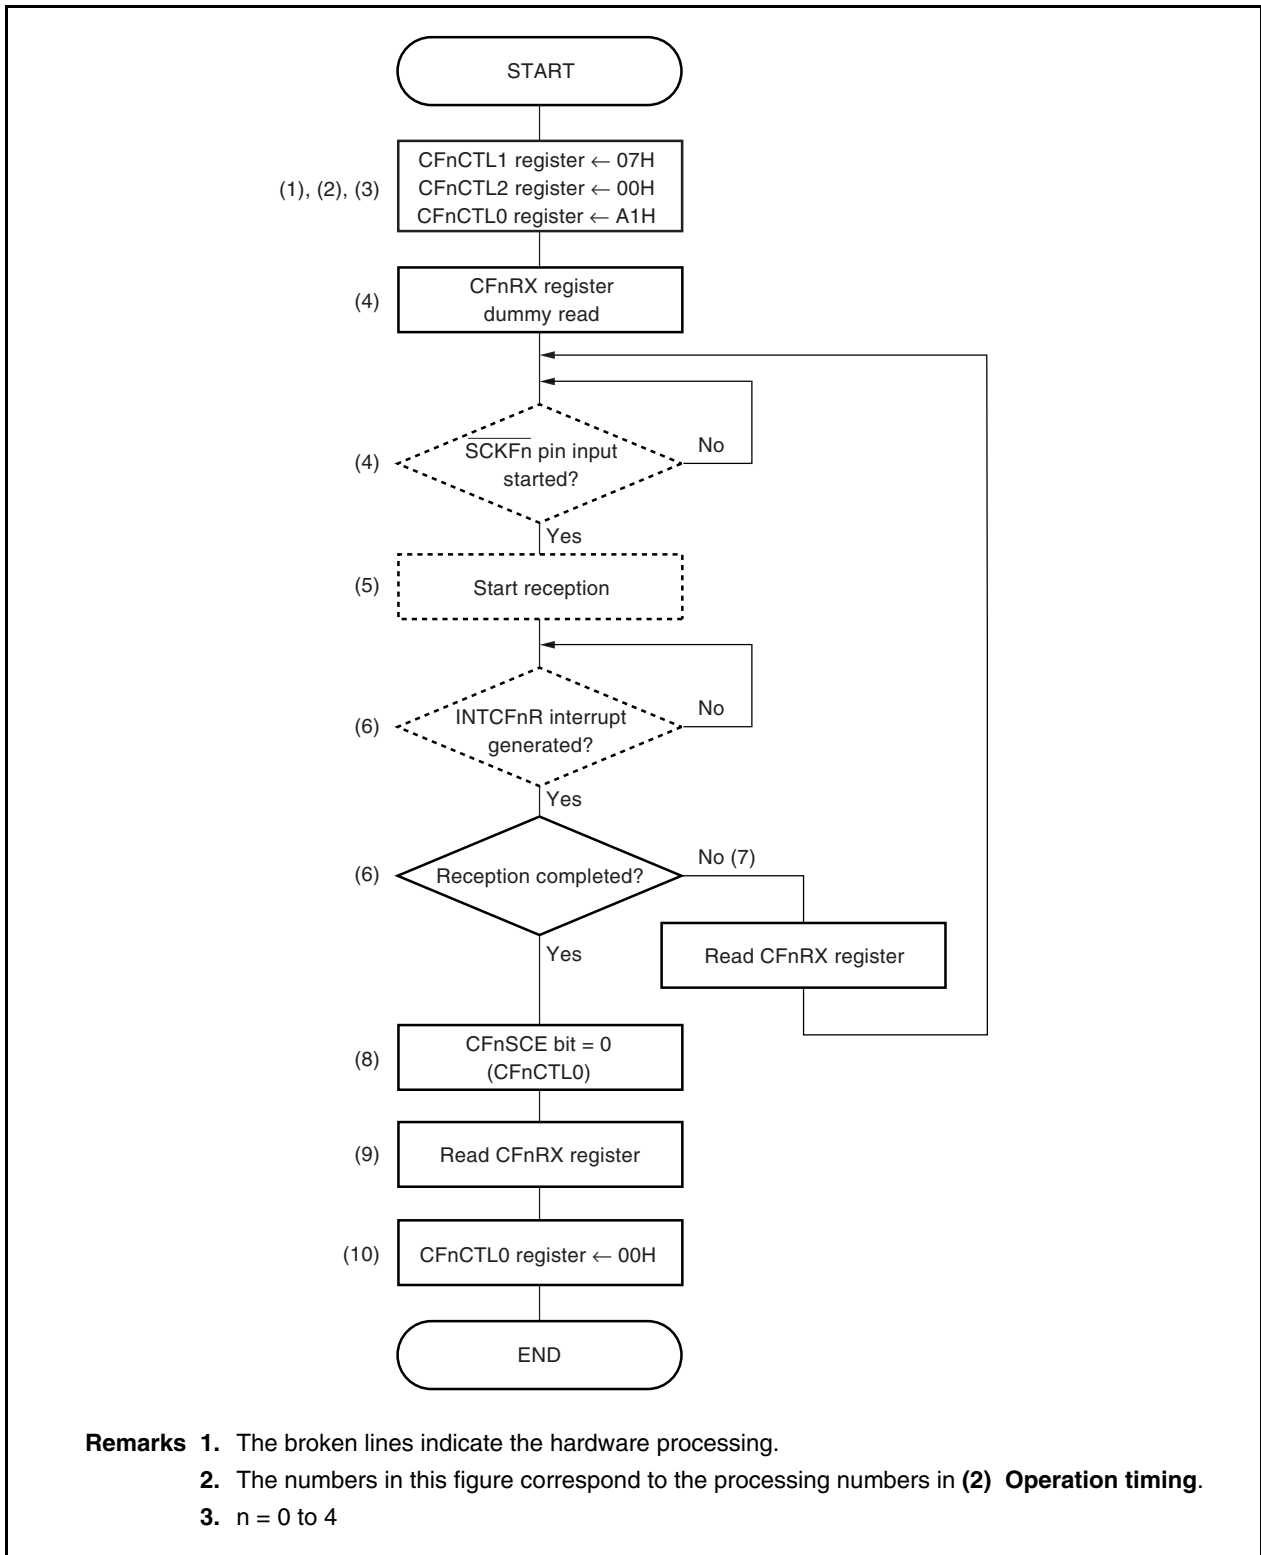 START
(1), (2), (3)
CFnCTL1 register ← 07H
CFnCTL2 register ← 00H
CFnCTL0 register ← A1H
(4)
CFnRX register
dummy read
(4)
SCKFn pin input
started?
No
Yes
(5)
Start reception
(6)
INTCFnR interrupt
generated?
No
Yes
(6)
Reception completed?
No (7)
Yes
Read CFnRX register
(8)
CFnSCE bit = 0
(CFnCTL0)
(9)
Read CFnRX register
(10)
CFnCTL0 register ← 00H
END
Remarks 1. The broken lines indicate the hardware processing.
2. The numbers in this figure correspond to the processing numbers in (2) Operation timing.
3. n = 0 to 4